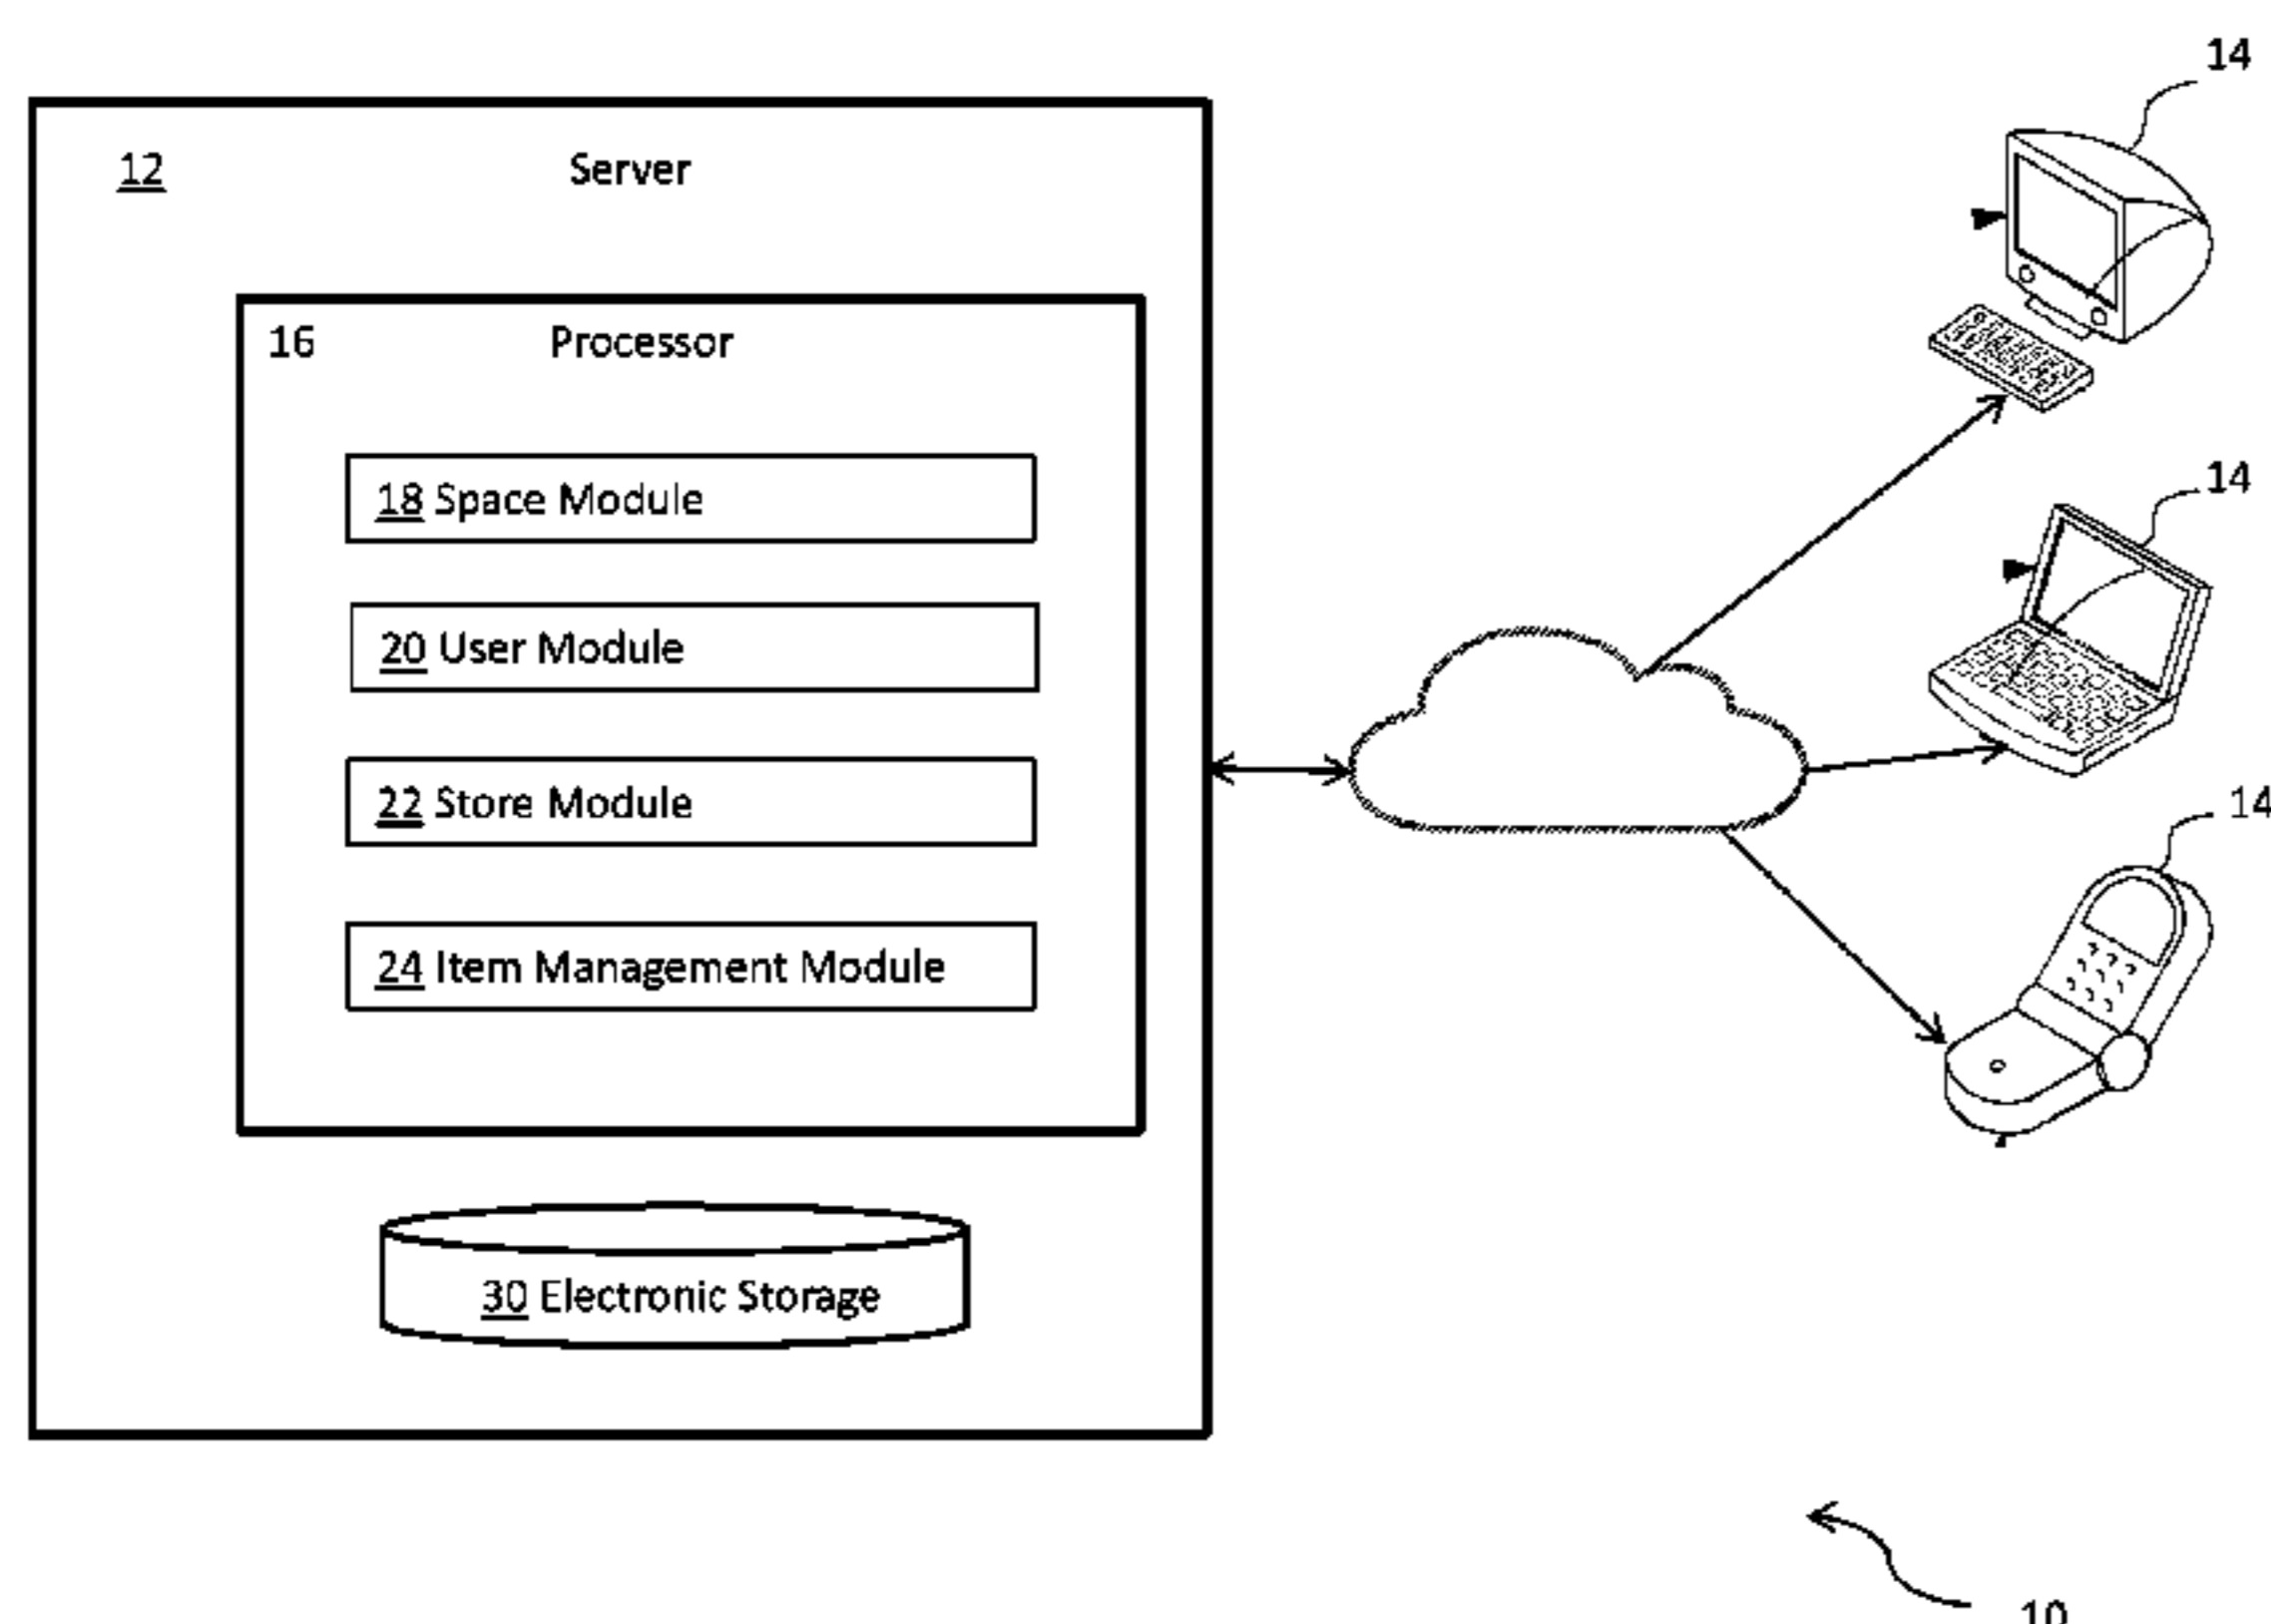 14
12 Server
16 Processor
18 Space Module
14
20 User Module
22 Store Module
14
24 Item Management Module
30 Electronic Storage
10